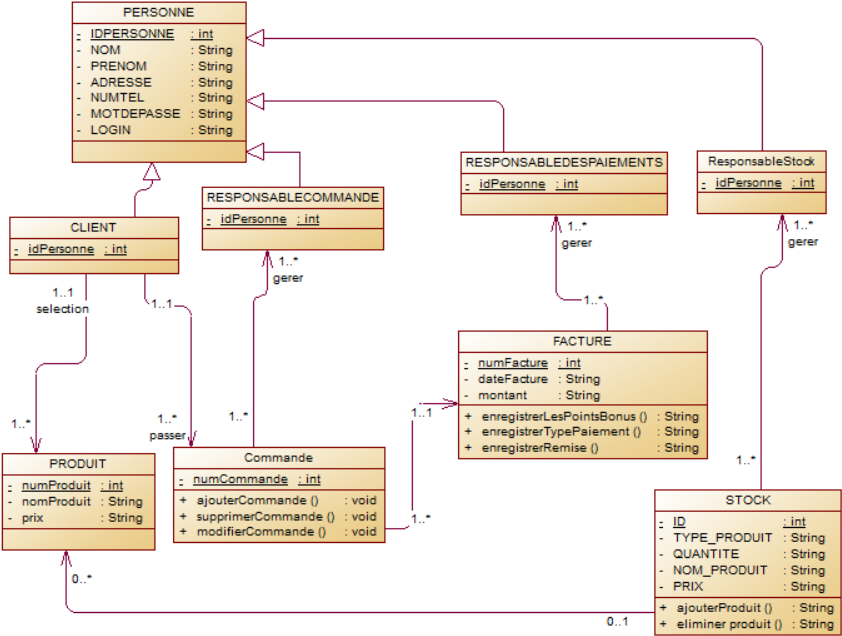 PERSONNE
- IDPERSONNE : int
- NOM : String
- PRENOM : String
- ADRESSE : String
- NUMTEL : String
- MOTDEPASSE : String
- LOGIN : String
RESPONSABLEDESPAIEMENTS
- idPersonne : int
ResponsableStock
- idPersonne : int
RESPONSABLECOMMANDE
- idPersonne : int
CLIENT
- idPersonne : int
1..*
gerer
1..*
gerer
1..*
gerer
1..1
selection
1..1
1..*
FACTURE
- numFacture : int
- dateFacture : String
- montant : String
+ enregistrerLesPointsBonus () : String
+ enregistrerTypePaiement () : String
+ enregistrerRemise () : String
1..*
1..*
passer
1..*
1..1
1..*
PRODUIT
- numProduit : int
- nomProduit : String
- prix : String
Commande
- numCommande : int
+ ajouterCommande () : void
+ supprimerCommande () : void
+ modifierCommande () : void
1..*
STOCK
- ID : int
- TYPE_PRODUIT : String
- QUANTITE : String
- NOM_PRODUIT : String
- PRIX : String
+ ajouterProduit () : String
+ eliminer produit () : String
0..*
0..1